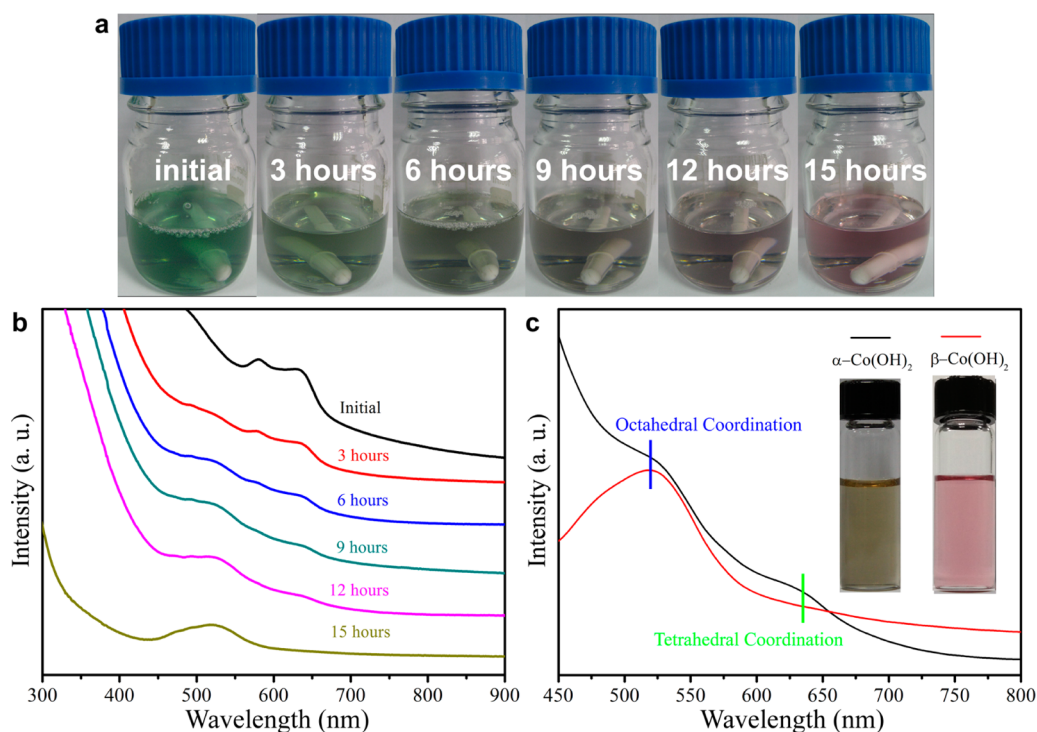 a
initial
3 hours
6 hours
9 hours
12 hours
15 hours
b
Initial
3 hours
6 hours
9 hours
12 hours
15 hours
Intensity (a. u.)
300 400 500 600 700 800 900
Wavelength (nm)
c
α−Co(OH)₂
β−Co(OH)₂
Octahedral Coordination
Tetrahedral Coordination
Intensity (a. u.)
450 500 550 600 650 700 750 800
Wavelength (nm)